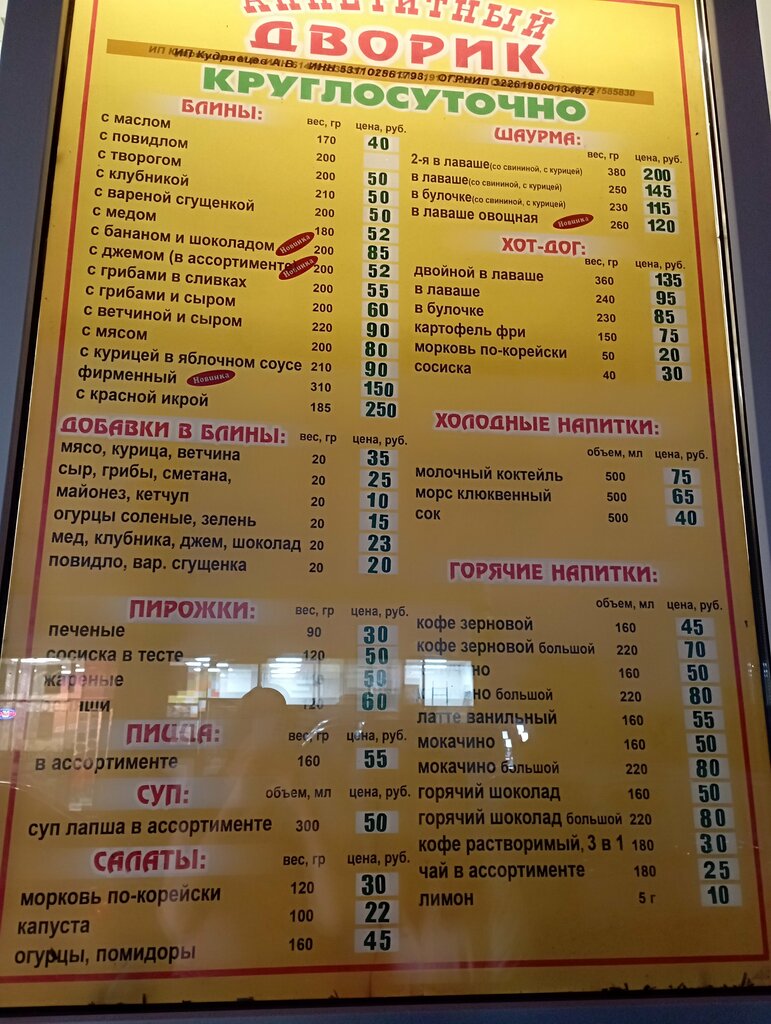 АППЕТИТНЫЙ
ДВОРИК
ИП Кудрявцев А.В. ИНН 531102561793, ОГРНИП 322619600134672
КРУГЛОСУТОЧНО
БЛИНЫ: вес, гр цена, руб.
с маслом 170 40
с повидлом 200
с творогом 200 50
с клубникой 210 50
с вареной сгущенкой 200 50
с медом 180 52
с бананом и шоколадом Новинка 200 85
с джемом (в ассортименте) Новинка 200 52
с грибами в сливках 200 55
с грибами и сыром 200 60
с ветчиной и сыром 220 90
с мясом 200 80
с курицей в яблочном соусе 210 90
фирменный Новинка 310 150
с красной икрой 185 250
ДОБАВКИ В БЛИНЫ: вес, гр цена, руб.
мясо, курица, ветчина 20 35
сыр, грибы, сметана, 20 25
майонез, кетчуп 20 10
огурцы соленые, зелень 20 15
мед, клубника, джем, шоколад 20 23
повидло, вар. сгущенка 20 20
ПИРОЖКИ: вес, гр цена, руб.
печеные 90 30
сосиска в тесте 120 50
жареные 50
120 60
ПИЦЦА: вес, гр цена, руб.
в ассортименте 160 55
СУП: объем, мл цена, руб.
суп лапша в ассортименте 300 50
САЛАТЫ: вес, гр цена, руб.
морковь по-корейски 120 30
капуста 100 22
огурцы, помидоры 160 45
ШАУРМА: вес, гр цена, руб.
2-я в лаваше(со свининой, с курицей) 380 200
в лаваше(со свининой, с курицей) 250 145
в булочке(со свининой, с курицей) 230 115
в лаваше овощная Новинка 260 120
ХОТ-ДОГ: вес, гр цена, руб.
двойной в лаваше 360 135
в лаваше 240 95
в булочке 230 85
картофель фри 150 75
морковь по-корейски 50 20
сосиска 40 30
ХОЛОДНЫЕ НАПИТКИ:
объем, мл цена, руб.
молочный коктейль 500 75
морс клюквенный 500 65
сок 500 40
ГОРЯЧИЕ НАПИТКИ:
объем, мл цена, руб.
кофе зерновой 160 45
кофе зерновой большой 220 70
160 50
большой 220 80
латте ванильный 160 55
мокачино 160 50
мокачино большой 220 80
горячий шоколад 160 50
горячий шоколад большой 220 80
кофе растворимый, 3 в 1 180 30
чай в ассортименте 180 25
лимон 5 г 10